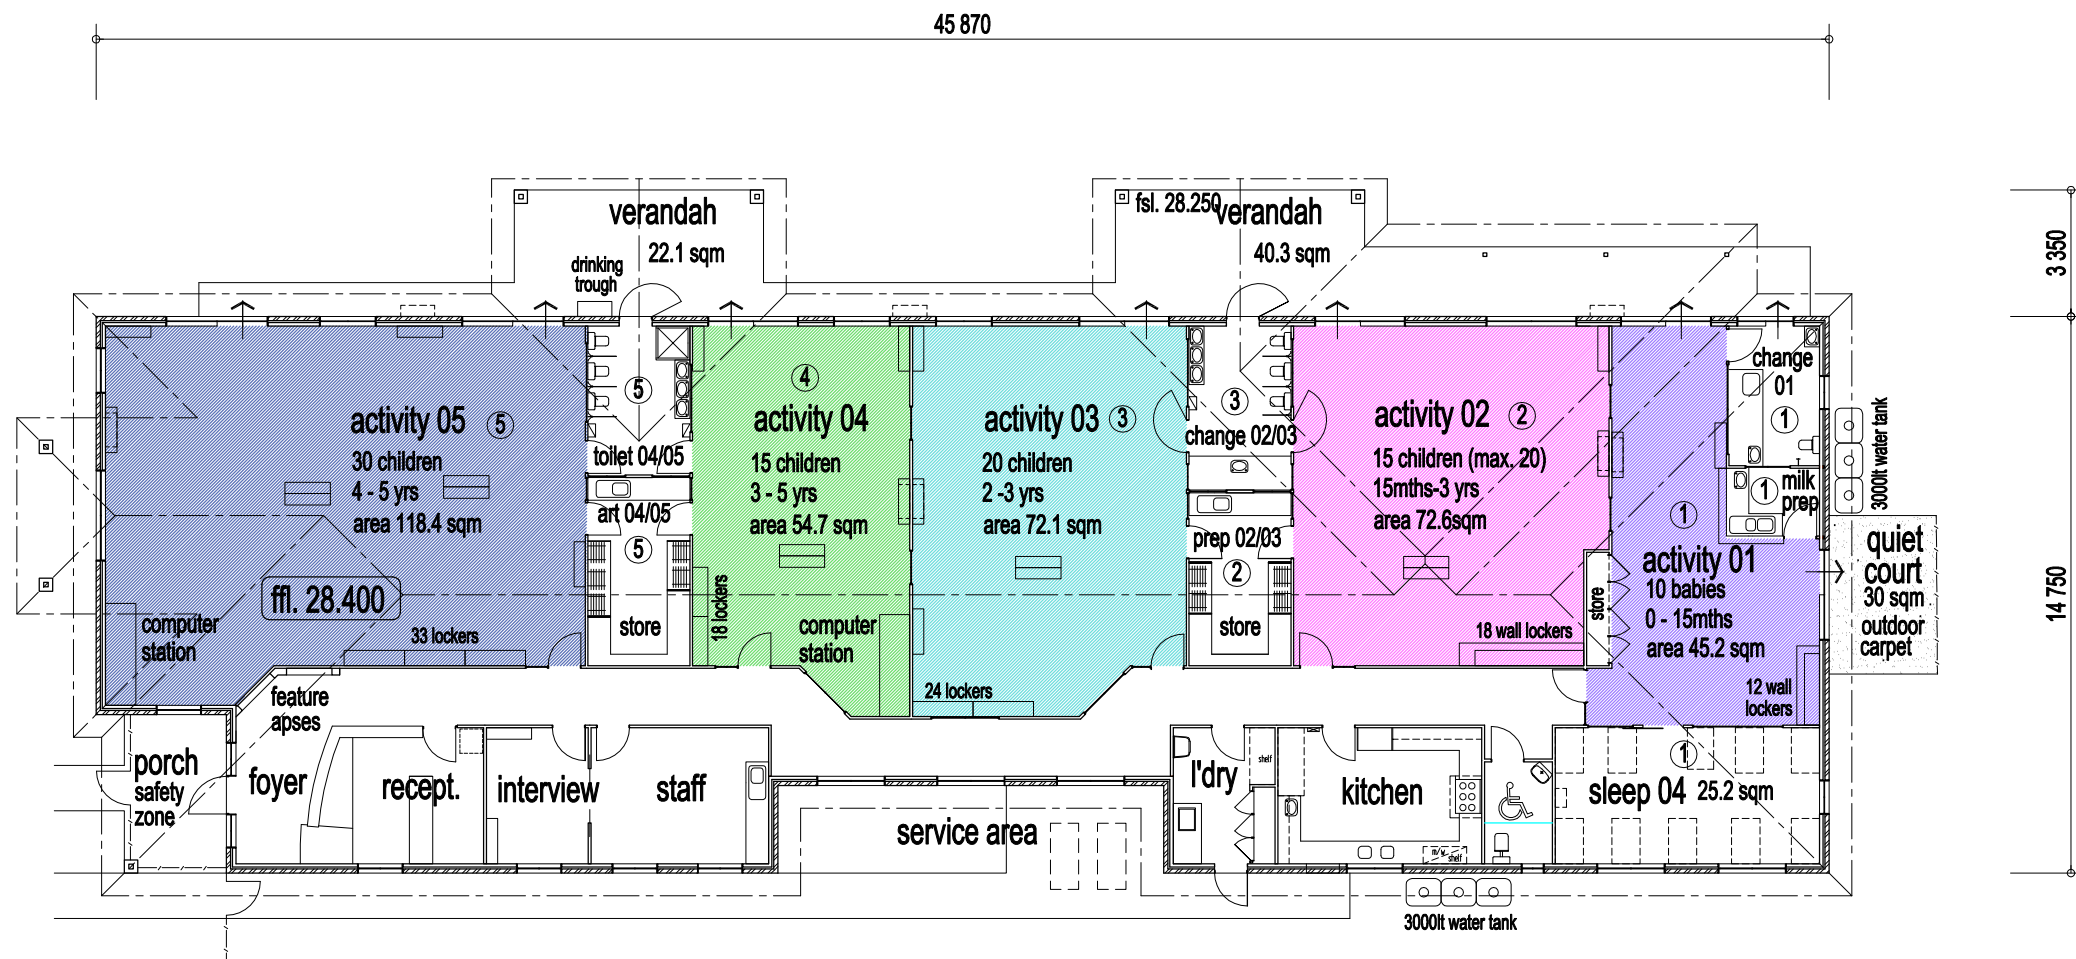 45 870
verandah
22.1 sqm
drinking
trough
fsl. 28.250
verandah
40.3 sqm
3 350
14 750
activity 05 5
30 children
4 - 5 yrs
area 118.4 sqm
ffl. 28.400
computer
station
33 lockers
5
toilet 04/05
art 04/05
5
store
4
activity 04
15 children
3 - 5 yrs
area 54.7 sqm
18 lockers
computer
station
activity 03 3
20 children
2 -3 yrs
area 72.1 sqm
24 lockers
3
change 02/03
prep 02/03
2
store
activity 02 2
15 children (max. 20)
15mths-3 yrs
area 72.6sqm
18 wall lockers
store
1
activity 01
10 babies
0 - 15mths
area 45.2 sqm
12 wall
lockers
change
01
1
1
milk
prep
3000lt water tank
quiet
court
30 sqm
outdoor
carpet
feature
apses
porch
safety
zone
foyer
recept.
interview
staff
service area
l'dry
shelf
kitchen
m/w
shelf
1
sleep 04 25.2 sqm
3000lt water tank